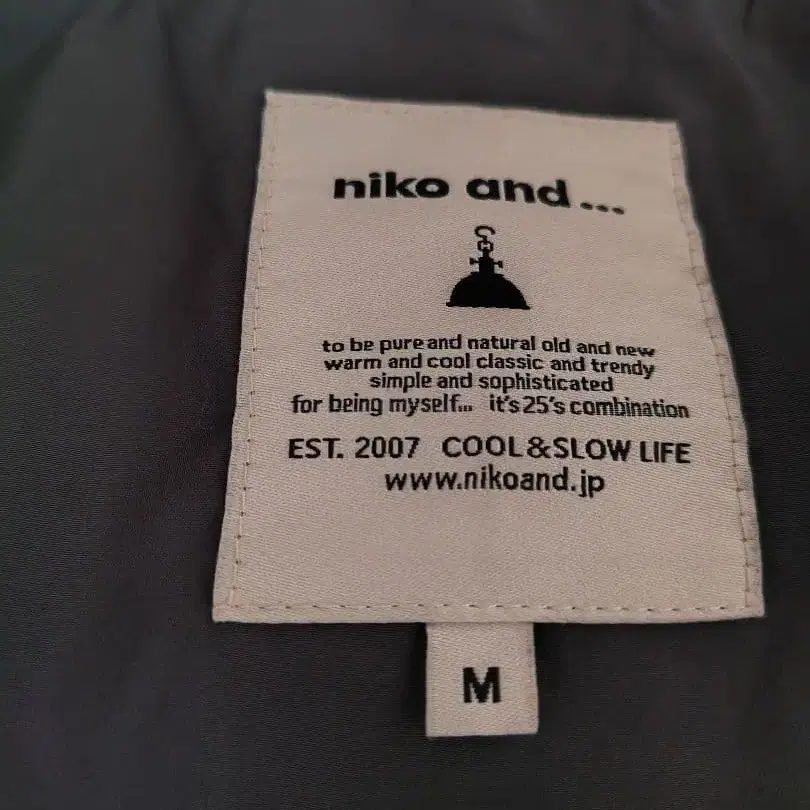 niko and ...
to be pure and natural old and new
warm and cool classic and trendy
simple and sophisticated
for being myself... it's 25's combination
EST. 2007 COOL&SLOW LIFE
www.nikoand.jp
M